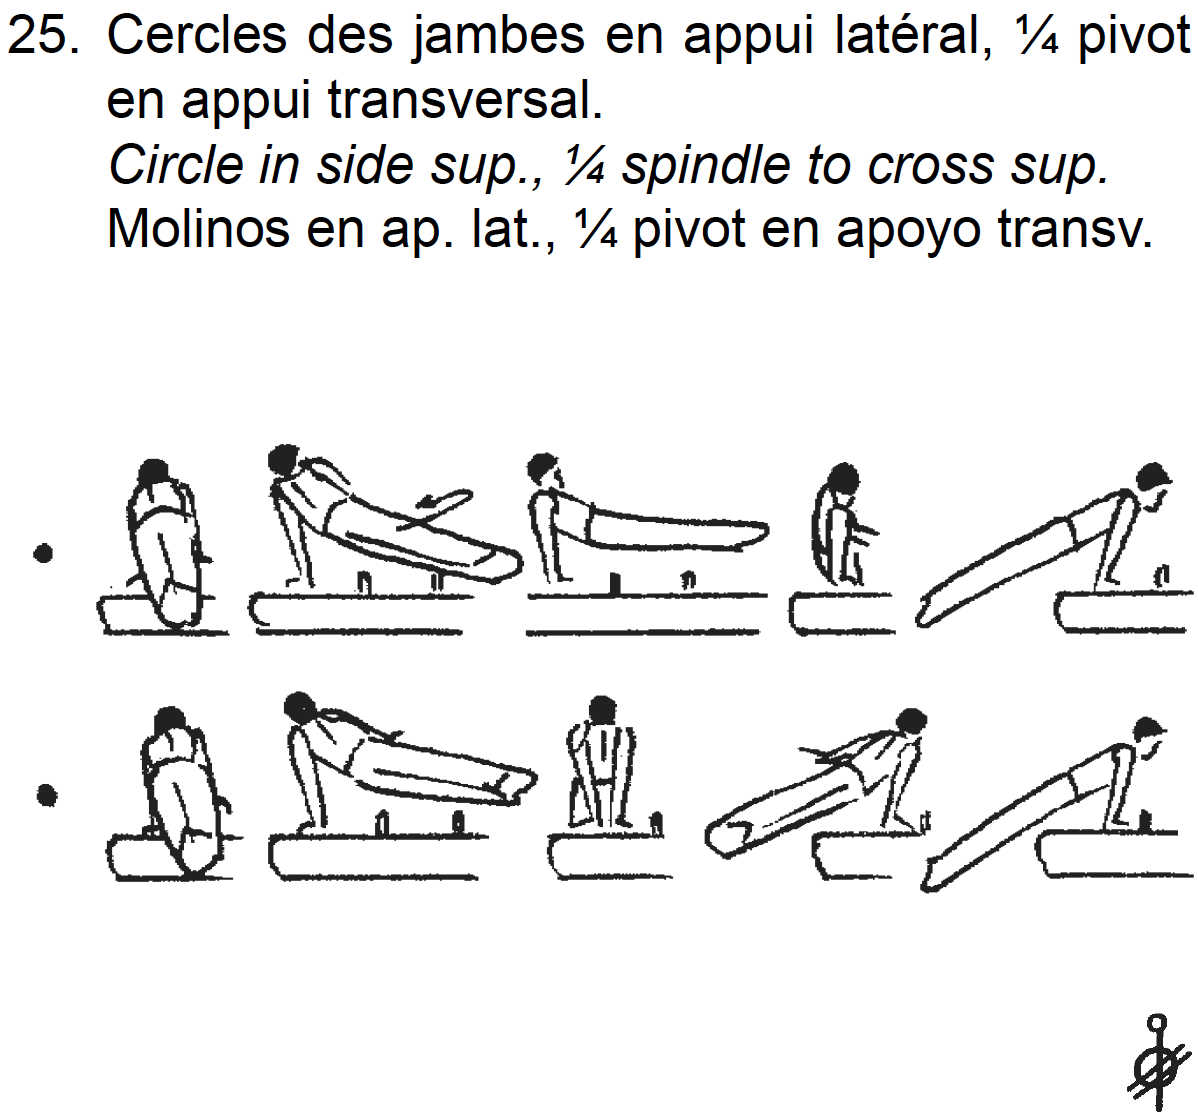 25. Cercles des jambes en appui latéral, ¼ pivot
en appui transversal.
Circle in side sup., ¼ spindle to cross sup.
Molinos en ap. lat., ¼ pivot en apoyo transv.